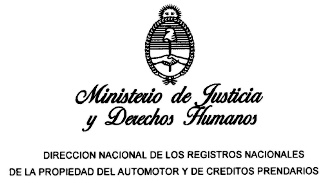 Ministerio de Justicia
y Derechos Humanos
DIRECCION NACIONAL DE LOS REGISTROS NACIONALES
DE LA PROPIEDAD DEL AUTOMOTOR Y DE CREDITOS PRENDARIOS